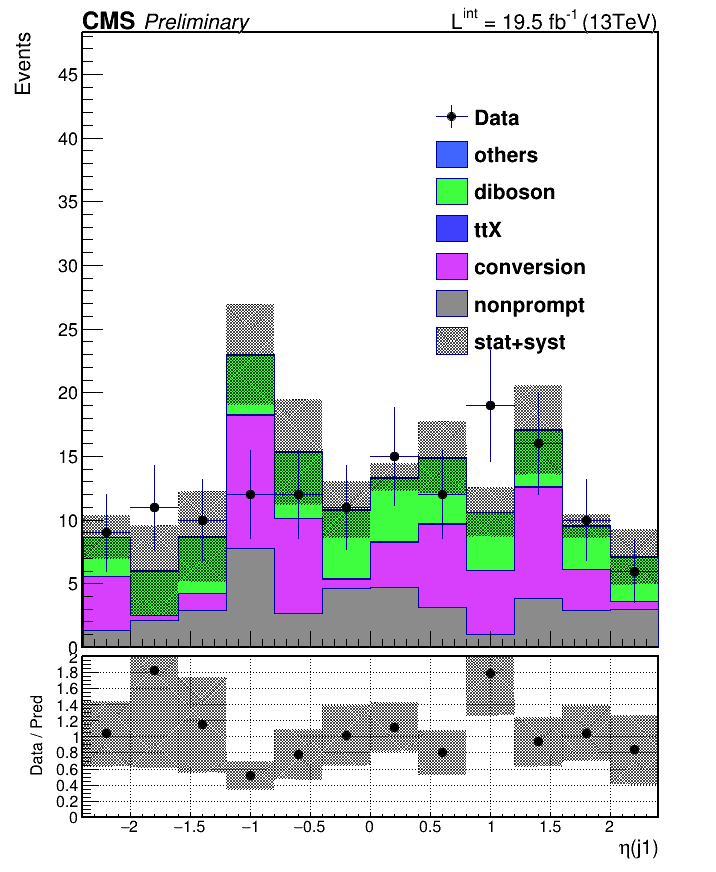 CMS Preliminary L^int = 19.5 fb^-1 (13TeV)
Events
45
40
35
30
25
20
15
10
5
0
Data
others
diboson
ttX
conversion
nonprompt
stat+syst
Data / Pred
2
1.8
1.6
1.4
1.2
1
0.8
0.6
0.4
0.2
0
−2 −1.5 −1 −0.5 0 0.5 1 1.5 2
η(j1)